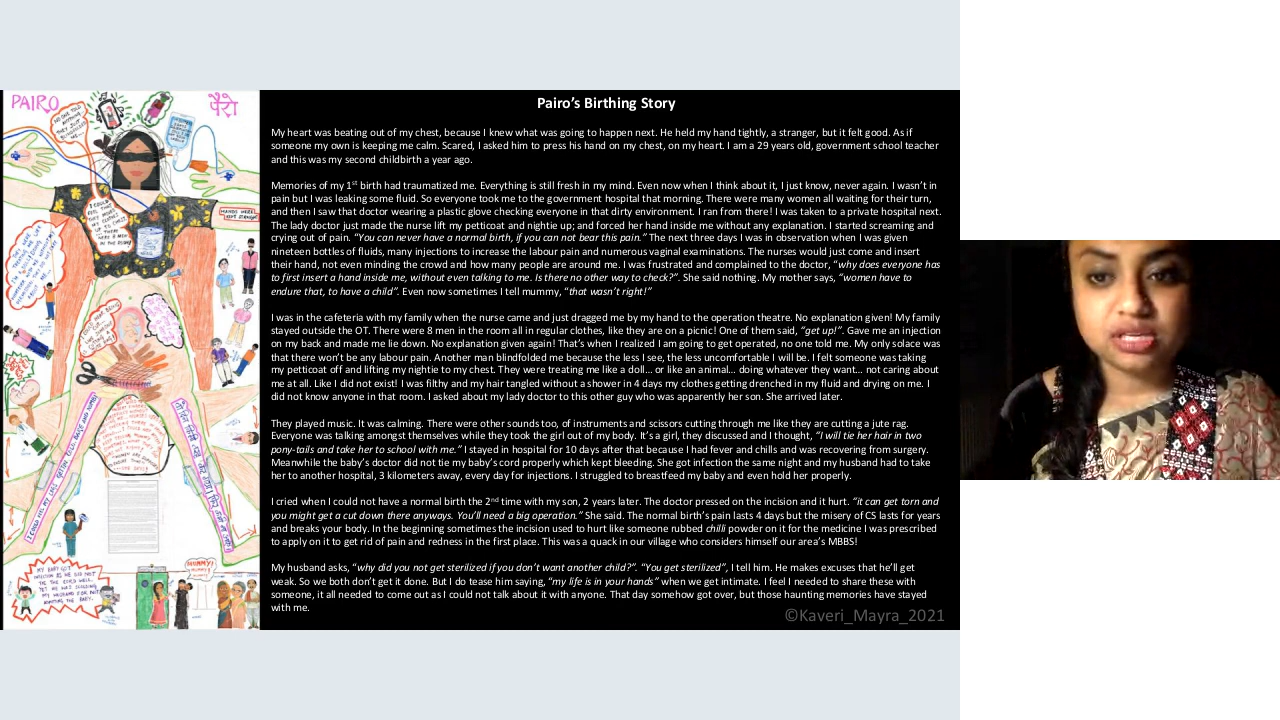 PAIRO
पैरो
Pairo's Birthing Story
My heart was beating out of my chest, because I knew what was going to happen next. He held my hand tightly, a stranger, but it felt good. As if
someone my own is keeping me calm. Scared, I asked him to press his hand on my chest, on my heart. I am a 29 years old, government school teacher
and this was my second childbirth a year ago.
Memories of my 1st birth had traumatized me. Everything is still fresh in my mind. Even now when I think about it, I just know, never again. I wasn't in
pain but I was leaking some fluid. So everyone took me to the government hospital that morning. There were many women all waiting for their turn,
and then I saw that doctor wearing a plastic glove checking everyone in that dirty environment. I ran from there! I was taken to a private hospital next.
The lady doctor just made the nurse lift my petticoat and nightie up; and forced her hand inside me without any explanation. I started screaming and
crying out of pain. "You can never have a normal birth, if you can not bear this pain." The next three days I was in observation when I was given
nineteen bottles of fluids, many injections to increase the labour pain and numerous vaginal examinations. The nurses would just come and insert
their hand, not even minding the crowd and how many people are around me. I was frustrated and complained to the doctor, "why does everyone has
to first insert a hand inside me, without even talking to me. Is there no other way to check?". She said nothing. My mother says, "women have to
endure that, to have a child". Even now sometimes I tell mummy, "that wasn't right!"
I was in the cafeteria with my family when the nurse came and just dragged me by my hand to the operation theatre. No explanation given! My family
stayed outside the OT. There were 8 men in the room all in regular clothes, like they are on a picnic! One of them said, "get up!". Gave me an injection
on my back and made me lie down. No explanation given again! That's when I realized I am going to get operated, no one told me. My only solace was
that there won't be any labour pain. Another man blindfolded me because the less I see, the less uncomfortable I will be. I felt someone was taking
my petticoat off and lifting my nightie to my chest. They were treating me like a doll... or like an animal... doing whatever they want... not caring about
me at all. Like I did not exist! I was filthy and my hair tangled without a shower in 4 days my clothes getting drenched in my fluid and drying on me. I
did not know anyone in that room. I asked about my lady doctor to this other guy who was apparently her son. She arrived later.
They played music. It was calming. There were other sounds too, of instruments and scissors cutting through me like they are cutting a jute rag.
Everyone was talking amongst themselves while they took the girl out of my body. It's a girl, they discussed and I thought, "I will tie her hair in two
pony-tails and take her to school with me." I stayed in hospital for 10 days after that because I had fever and chills and was recovering from surgery.
Meanwhile the baby's doctor did not tie my baby's cord properly which kept bleeding. She got infection the same night and my husband had to take
her to another hospital, 3 kilometers away, every day for injections. I struggled to breastfeed my baby and even hold her properly.
I cried when I could not have a normal birth the 2nd time with my son, 2 years later. The doctor pressed on the incision and it hurt. "it can get torn and
you might get a cut down there anyways. You'll need a big operation." She said. The normal birth's pain lasts 4 days but the misery of CS lasts for years
and breaks your body. In the beginning sometimes the incision used to hurt like someone rubbed chilli powder on it for the medicine I was prescribed
to apply on it to get rid of pain and redness in the first place. This was a quack in our village who considers himself our area's MBBS!
My husband asks, "why did you not get sterilized if you don't want another child?". "You get sterilized", I tell him. He makes excuses that he'll get
weak. So we both don't get it done. But I do tease him saying, "my life is in your hands" when we get intimate. I feel I needed to share these with
someone, it all needed to come out as I could not talk about it with anyone. That day somehow got over, but those haunting memories have stayed
with me.
©Kaveri_Mayra_2021